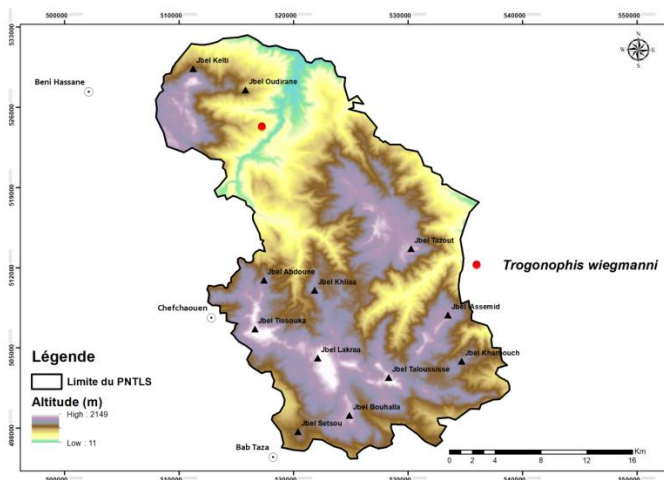 500000 510000 520000 530000 540000 550000
533000
N
W E
S
Jbel Kelti
Jbel Oudirane
Beni Hassane
526000
519000
Jbel Tazout
512000
Trogonophis wiegmanni
Jbel Abdoune
Jbel Khliaa
Chefchaouen
Jbel Assemid
Jbel Tissouka
505000
Jbel Lakraa
Jbel Kharbouch
Légende
Jbel Taloussisse
Limite du PNTLS
Altitude (m)
High : 2149
Jbel Bouhalla
498000
Jbel Setsou
Low : 11
Bab Taza
Km
0 2 4 8 12 16
500000 510000 520000 530000 540000 550000